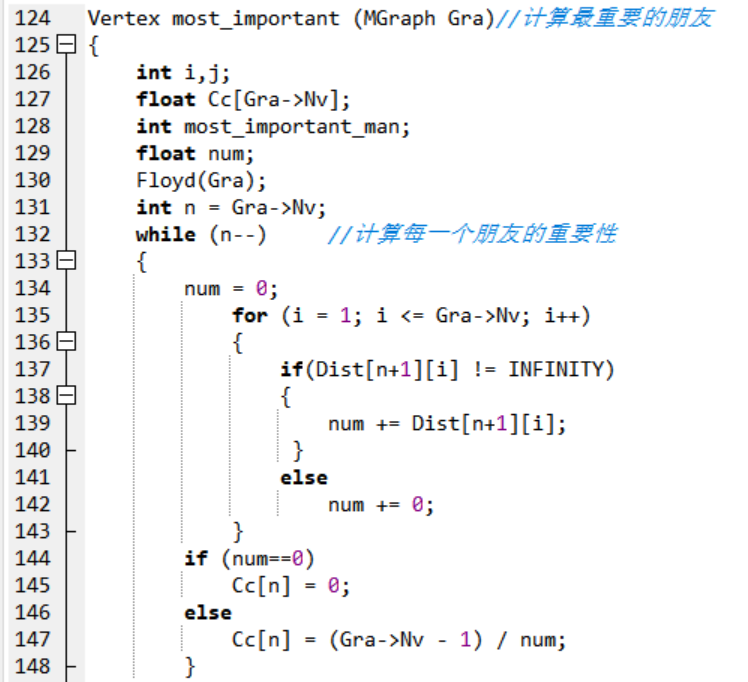 124 Vertex most_important (MGraph Gra)//计算最重要的朋友
125 {
126     int i,j;
127     float Cc[Gra->Nv];
128     int most_important_man;
129     float num;
130     Floyd(Gra);
131     int n = Gra->Nv;
132     while (n--)     //计算每一个朋友的重要性
133     {
134         num = 0;
135             for (i = 1; i <= Gra->Nv; i++)
136             {
137                 if(Dist[n+1][i] != INFINITY)
138                 {
139                     num += Dist[n+1][i];
140                  }
141                 else
142                     num += 0;
143             }
144         if (num==0)
145             Cc[n] = 0;
146         else
147             Cc[n] = (Gra->Nv - 1) / num;
148         }